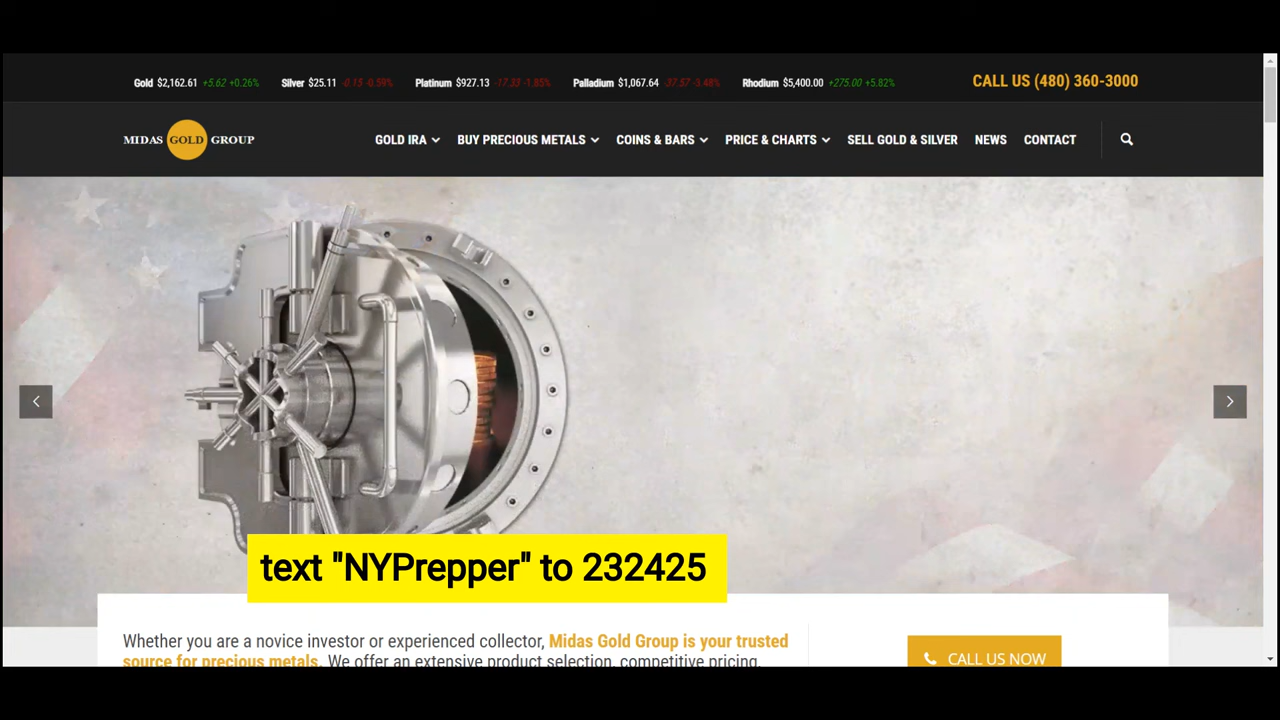 Gold $2,162.61 +5.62 +0.26% Silver $25.11 -0.15 -0.59% Platinum $927.13 -17.35 -1.85% Palladium $1,067.64 -37.57 -3.48% Rhodium $5,400.00 +275.00 +5.82% CALL US (480) 360-3000
MIDAS GOLD GROUP GOLD IRA BUY PRECIOUS METALS COINS & BARS PRICE & CHARTS SELL GOLD & SILVER NEWS CONTACT
text "NYPrepper" to 232425
Whether you are a novice investor or experienced collector, Midas Gold Group is your trusted
source for precious metals. We offer an extensive product selection, competitive pricing,
CALL US NOW